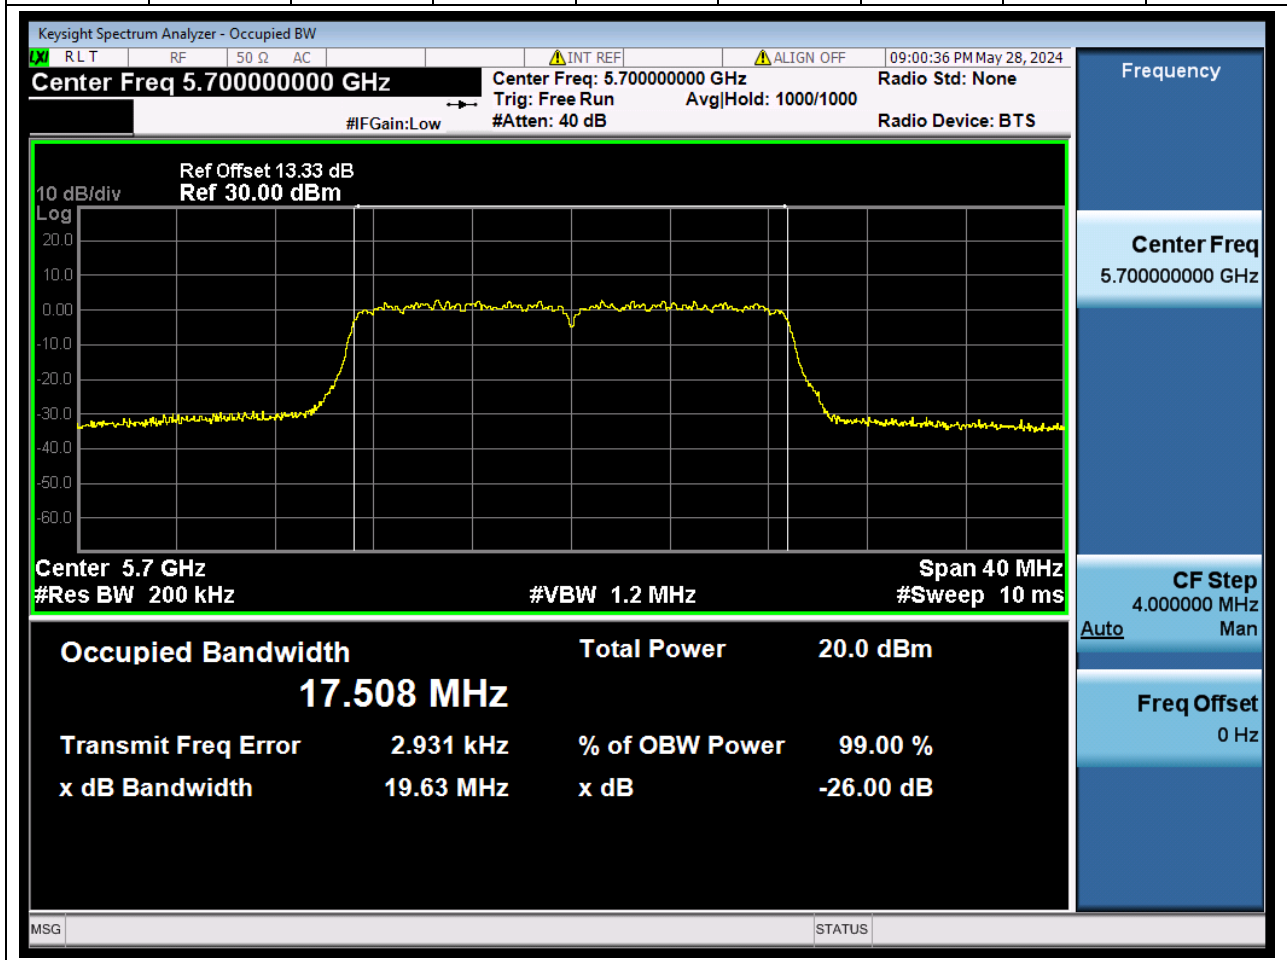 Keysight Spectrum Analyzer - Occupied BW
LXI RLT RF 50 Ω AC INT REF ALIGN OFF 09:00:36 PM May 28, 2024
Center Freq 5.700000000 GHz
Center Freq: 5.700000000 GHz Radio Std: None
Trig: Free Run Avg|Hold: 1000/1000
#IFGain:Low #Atten: 40 dB Radio Device: BTS
Ref Offset 13.33 dB
10 dB/div Ref 30.00 dBm
Log
20.0
10.0
0.00
-10.0
-20.0
-30.0
-40.0
-50.0
-60.0
Center 5.7 GHz Span 40 MHz
#Res BW 200 kHz #VBW 1.2 MHz #Sweep 10 ms
Occupied Bandwidth Total Power 20.0 dBm
17.508 MHz
Transmit Freq Error 2.931 kHz % of OBW Power 99.00 %
x dB Bandwidth 19.63 MHz x dB -26.00 dB
MSG STATUS
Frequency
Center Freq
5.700000000 GHz
CF Step
4.000000 MHz
Auto Man
Freq Offset
0 Hz